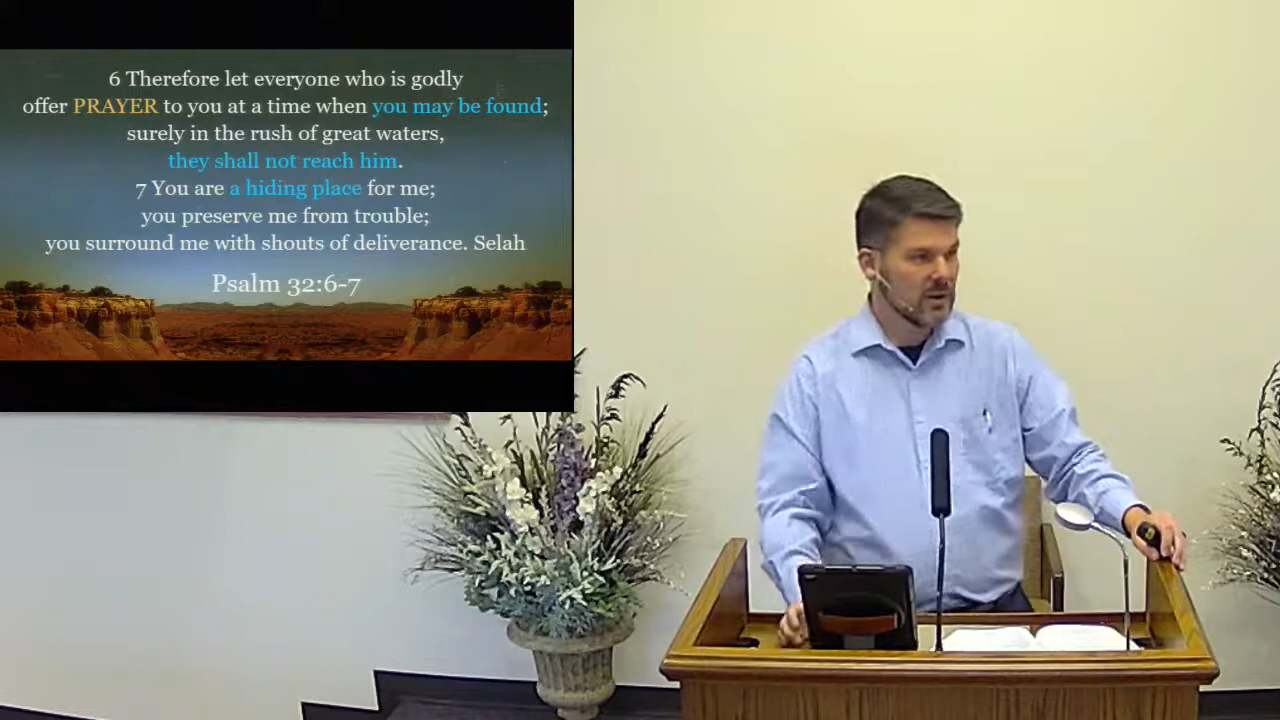 6 Therefore let everyone who is godly
offer PRAYER to you at a time when you may be found;
surely in the rush of great waters,
they shall not reach him.
7 You are a hiding place for me;
you preserve me from trouble;
you surround me with shouts of deliverance. Selah
Psalm 32:6-7